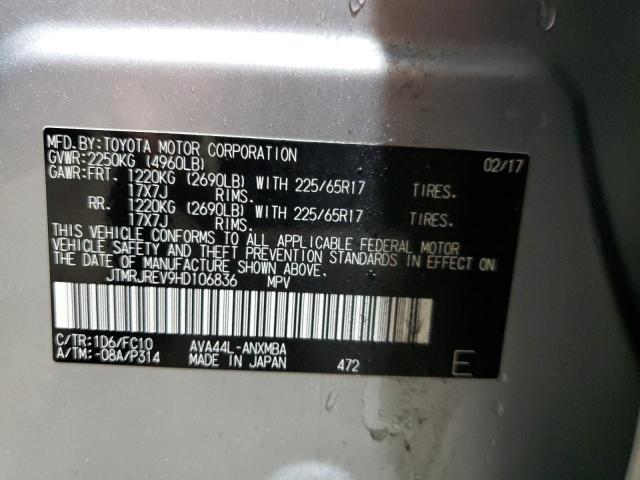 MFD.BY:TOYOTA MOTOR CORPORATION 02/17
GVWR:2250KG (4960LB)
GAWR:FRT. 1220KG (2690LB) WITH 225/65R17 TIRES.
17X7J RIMS.
RR. 1220KG (2690LB) WITH 225/65R17 TIRES.
17X7J RIMS.
THIS VEHICLE CONFORMS TO ALL APPLICABLE FEDERAL MOTOR
VEHICLE SAFETY AND THEFT PREVENTION STANDARDS IN EFFECT ON
THE DATE OF MANUFACTURE SHOWN ABOVE.
JTMRJREV9HD106836 MPV
C/TR:1D6/FC10 AVA44L-ANXMBA
A/TM:-08A/P314 MADE IN JAPAN 472 E